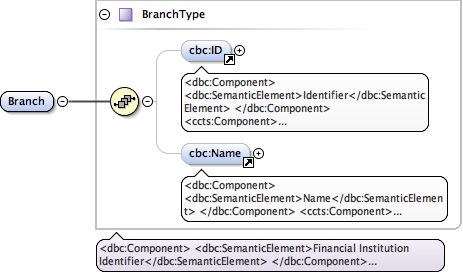 BranchType
cbc:ID
<dbc:Component>
<dbc:SemanticElement>Identifier</dbc:Semantic
Element> </dbc:Component>
<ccts:Component>...
Branch
cbc:Name
<dbc:Component>
<dbc:SemanticElement>Name</dbc:SemanticElemen
t> </dbc:Component> <ccts:Component>...
<dbc:Component> <dbc:SemanticElement>Financial Institution
Identifier</dbc:SemanticElement> </dbc:Component>...